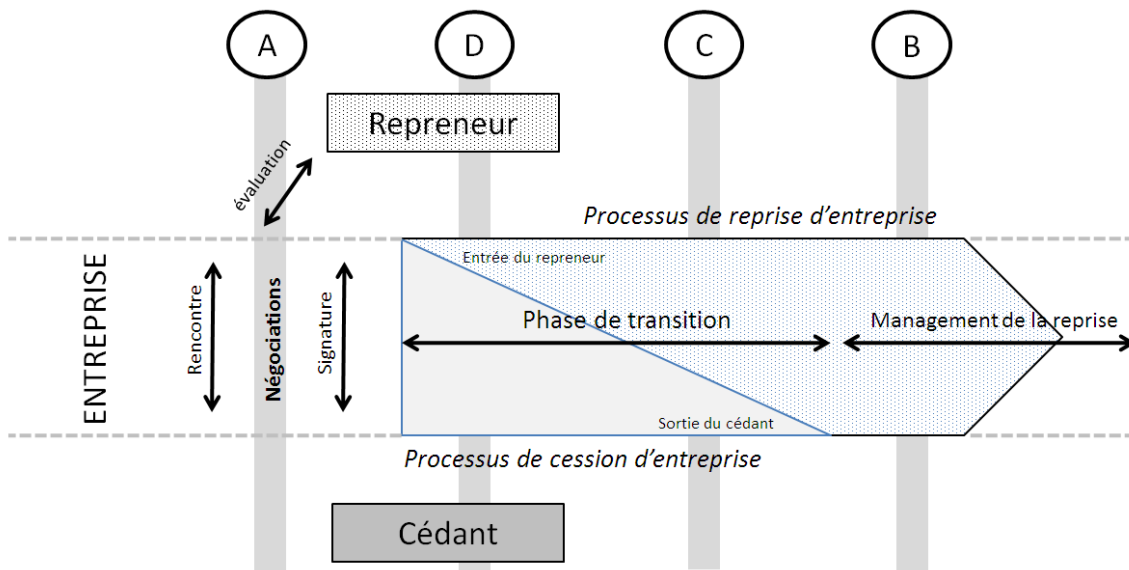 A
D
C
B
Repreneur
évaluation
Processus de reprise d’entreprise
ENTREPRISE
Rencontre
Négociations
Signature
Entrée du repreneur
Phase de transition
Management de la reprise
Sortie du cédant
Processus de cession d’entreprise
Cédant